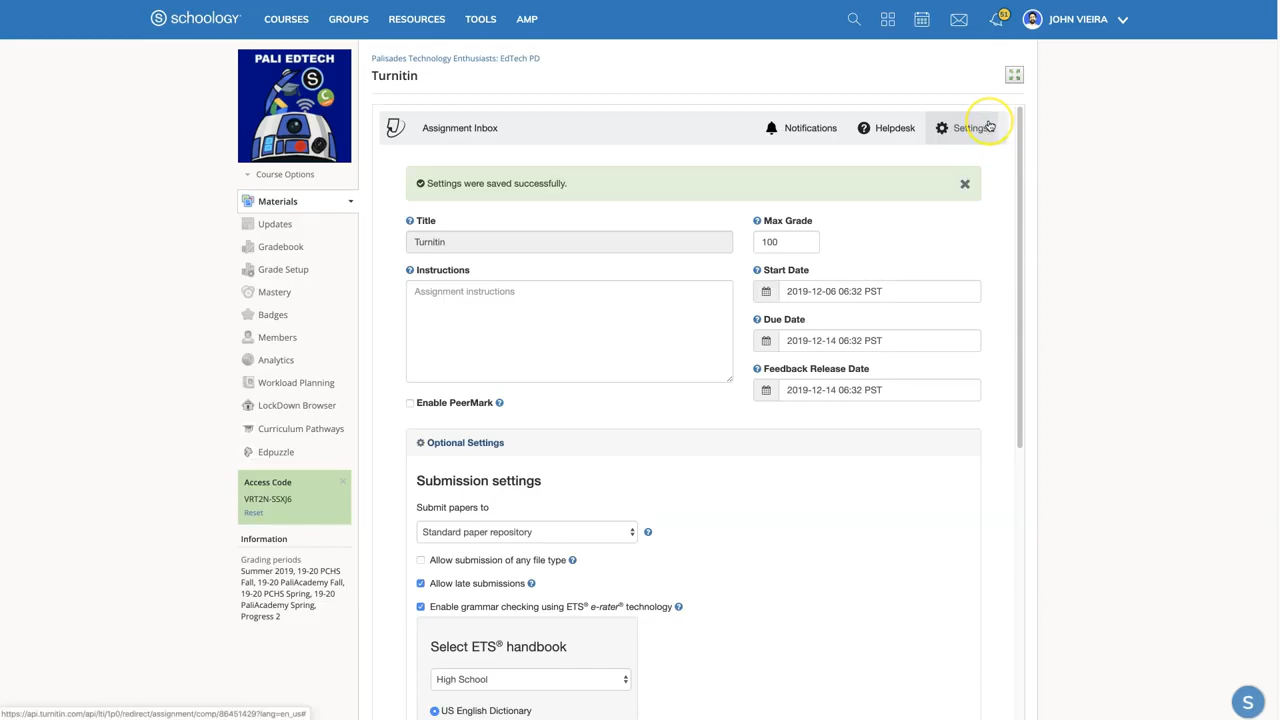 schoology COURSES GROUPS RESOURCES TOOLS AMP 51 JOHN VIEIRA
PALI EDTECH
S
C
Course Options
Materials
Updates
Gradebook
Grade Setup
Mastery
Badges
Members
Analytics
Workload Planning
LockDown Browser
Curriculum Pathways
Edpuzzle
Access Code
VRT2N-SSXJ6
Reset
Information
Grading periods
Summer 2019, 19-20 PCHS
Fall, 19-20 PaliAcademy Fall,
19-20 PCHS Spring, 19-20
PaliAcademy Spring,
Progress 2
Palisades Technology Enthusiasts: EdTech PD
Turnitin
Assignment Inbox Notifications Helpdesk Settings
Settings were saved successfully.
Title
Turnitin
Instructions
Assignment instructions
Enable PeerMark
Max Grade
100
Start Date
2019-12-06 06:32 PST
Due Date
2019-12-14 06:32 PST
Feedback Release Date
2019-12-14 06:32 PST
Optional Settings
Submission settings
Submit papers to
Standard paper repository
Allow submission of any file type
Allow late submissions
Enable grammar checking using ETS® e-rater® technology
Select ETS® handbook
High School
US English Dictionary
https://api.turnitin.com/api/lti/1p0/redirect/assignment/comp/86451429?lang=en_us#
S